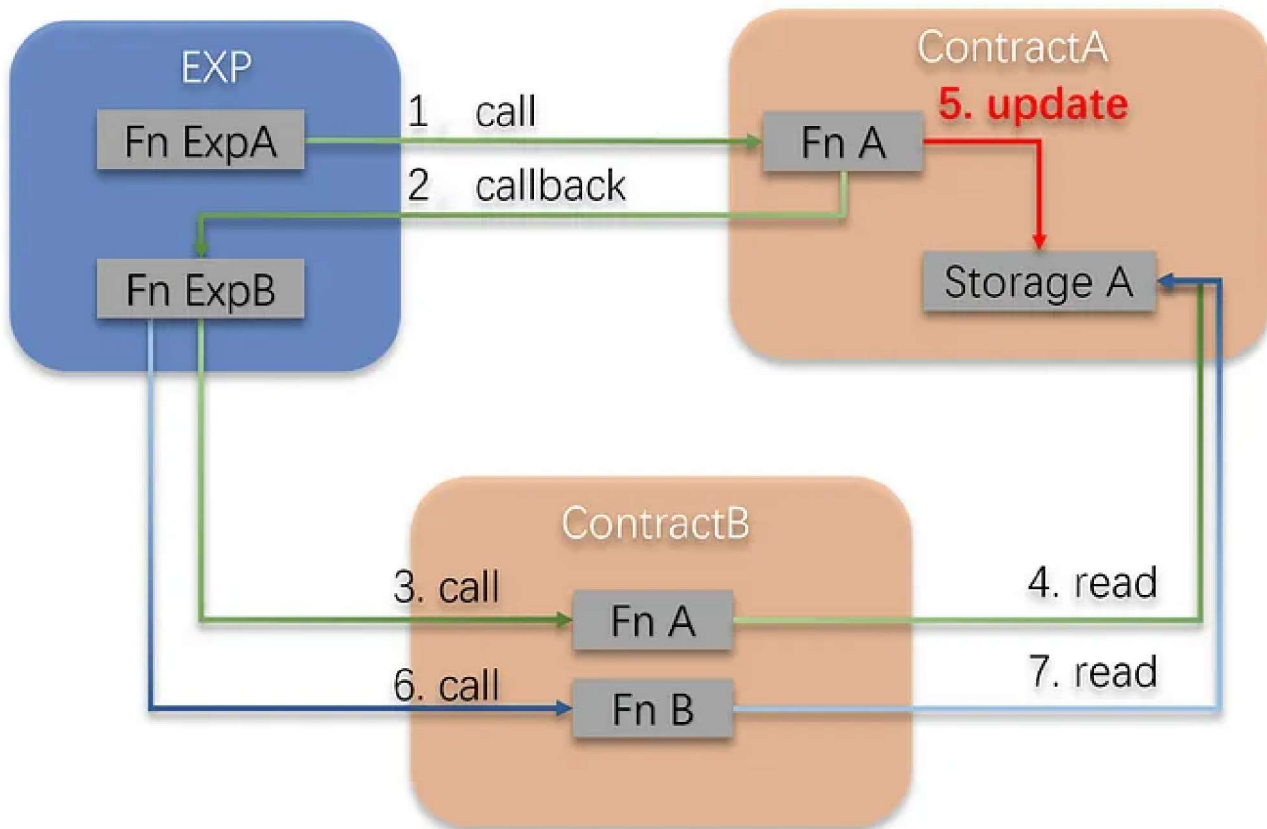 EXP
ContractA
Fn ExpA
1 call
5. update
Fn A
2 callback
Fn ExpB
Storage A
ContractB
3. call
Fn A
4. read
6. call
Fn B
7. read